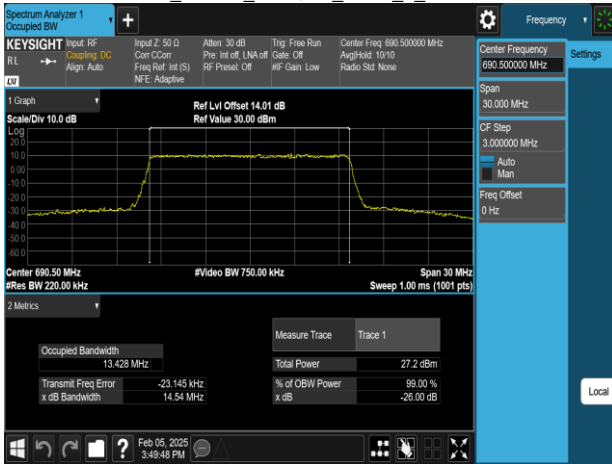 Spectrum Analyzer 1
Occupied BW
Frequency
KEYSIGHT
RL
LXI
Input: RF
Coupling: DC
Align: Auto
Input Z: 50 Ω
Corr CCorr
Freq Ref: Int (S)
NFE: Adaptive
Atten: 30 dB
Pre: Int off, LNA off
RF Presel: Off
Trig: Free Run
Gate: Off
#IF Gain: Low
Center Freq: 690.500000 MHz
Avg|Hold: 10/10
Radio Std: None
Center Frequency
690.500000 MHz
Settings
Span
30.000 MHz
CF Step
3.000000 MHz
Auto
Man
Freq Offset
0 Hz
1 Graph
Scale/Div 10.0 dB
Ref Lvl Offset 14.01 dB
Ref Value 30.00 dBm
Log
20.0
10.0
0.00
-10.0
-20.0
-30.0
-40.0
-50.0
-60.0
Center 690.50 MHz
#Video BW 750.00 kHz
Span 30 MHz
#Res BW 220.00 kHz
Sweep 1.00 ms (1001 pts)
2 Metrics
Measure Trace
Trace 1
Occupied Bandwidth
13.428 MHz
Total Power
27.2 dBm
Transmit Freq Error
-23.145 kHz
% of OBW Power
99.00 %
x dB Bandwidth
14.54 MHz
x dB
-26.00 dB
Local
Feb 05, 2025
3:49:48 PM